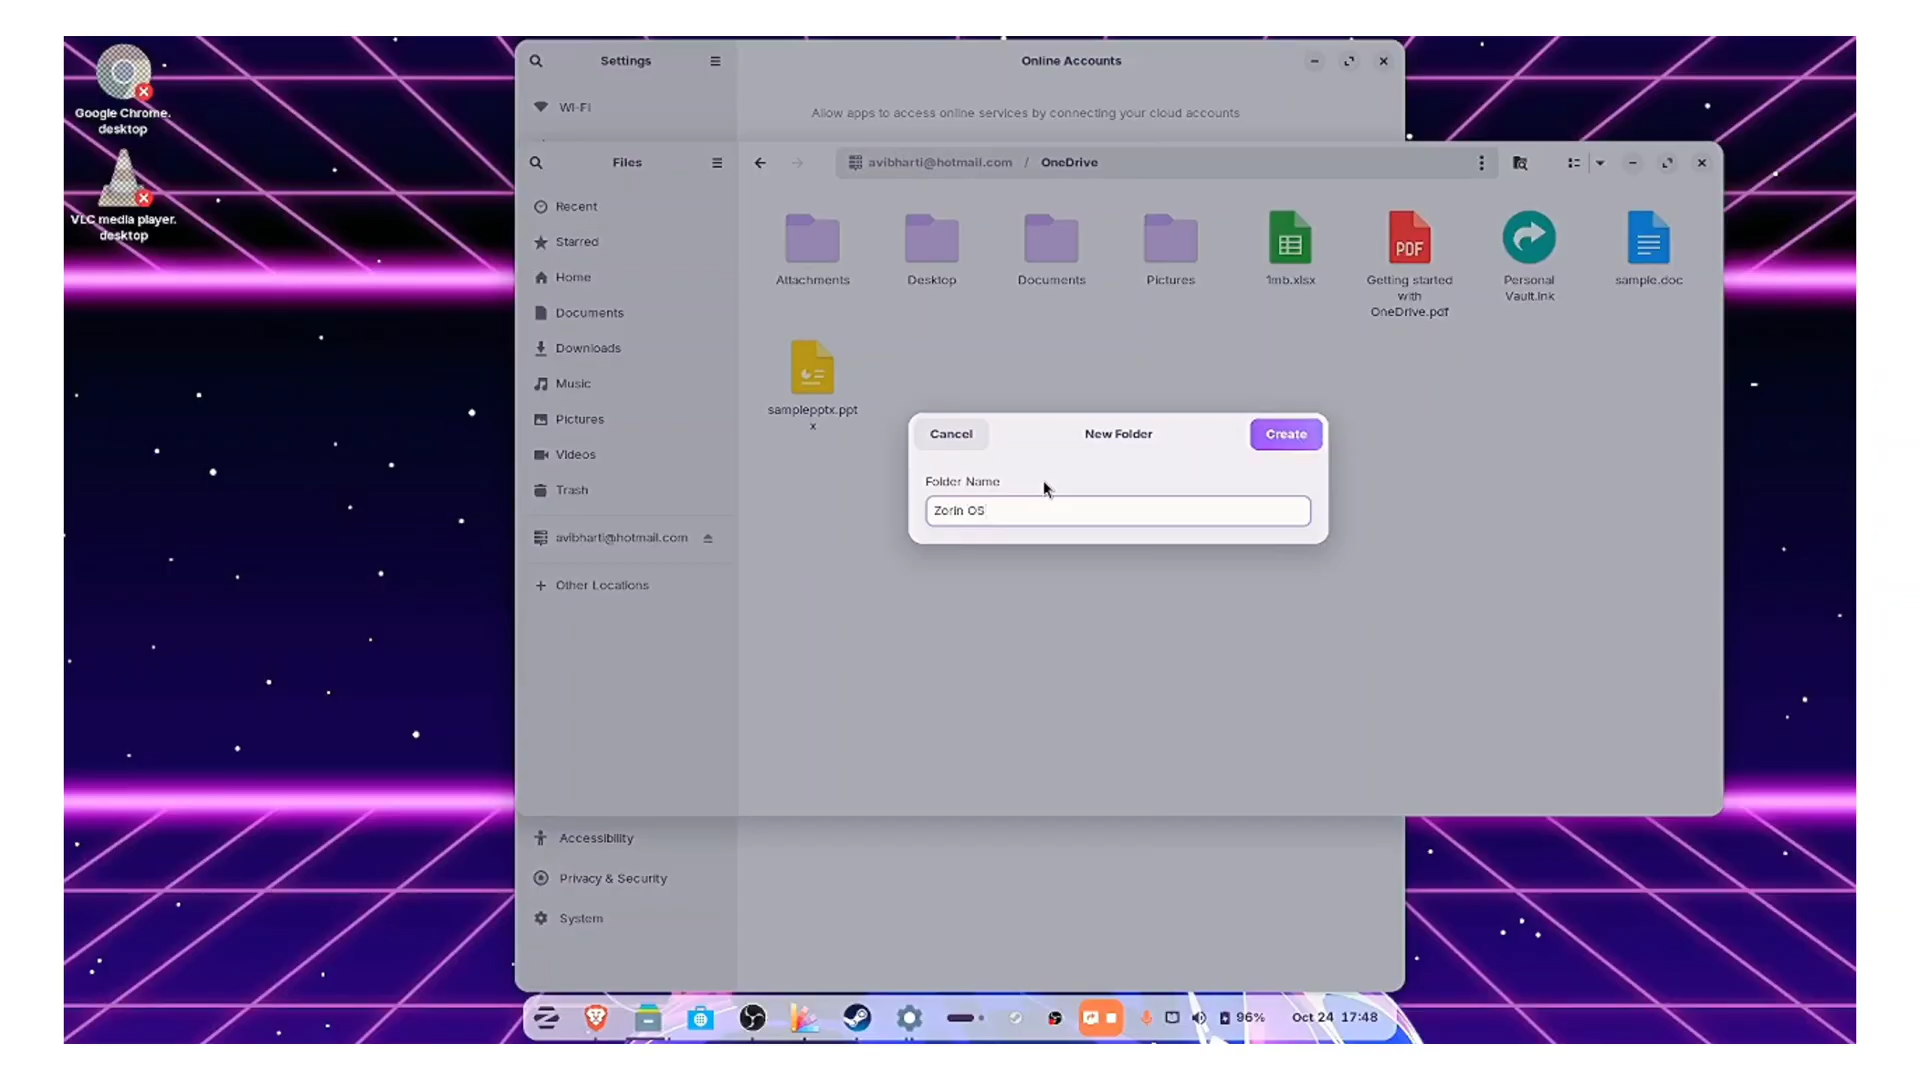 Google Chrome.
desktop
VLC media player.
desktop
Settings
Online Accounts
Wi-Fi
Allow apps to access online services by connecting your cloud accounts
Files
avibharti@hotmail.com / OneDrive
Recent
Starred
Home
Documents
Downloads
Music
Pictures
Videos
Trash
avibharti@hotmail.com
Other Locations
Attachments
Desktop
Documents
Pictures
1mb.xlsx
PDF
Getting started
with
OneDrive.pdf
Personal
Vault.lnk
sample.doc
samplepptx.ppt
x
Cancel
New Folder
Create
Folder Name
Zorin OS
Accessibility
Privacy & Security
System
96%
Oct 24 17:48